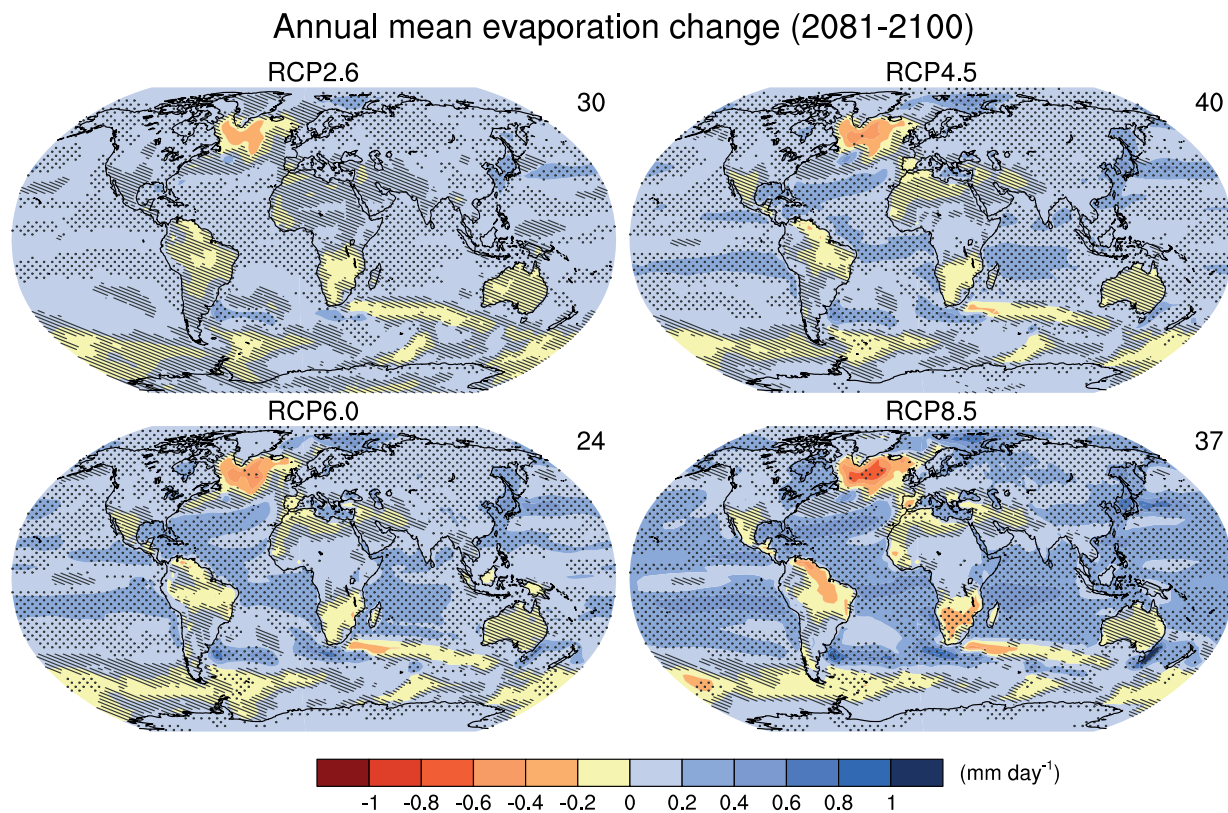 Annual mean evaporation change (2081-2100)
RCP2.6
30
RCP4.5
40
RCP6.0
24
RCP8.5
37
-1 -0.8 -0.6 -0.4 -0.2 0 0.2 0.4 0.6 0.8 1
(mm day⁻¹)